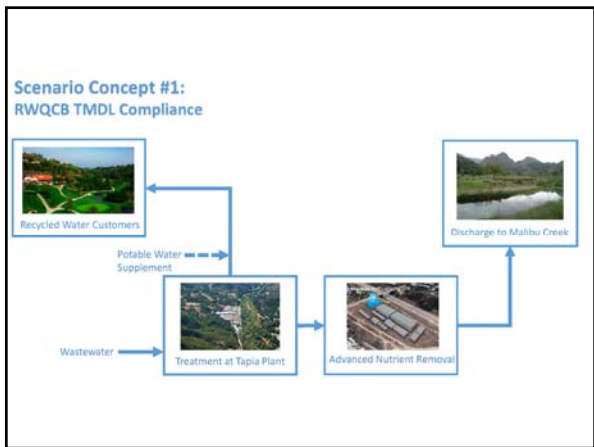 Scenario Concept #1:
RWQCB TMDL Compliance
Recycled Water Customers
Discharge to Malibu Creek
Potable Water
Supplement
Wastewater
Treatment at Tapia Plant
Advanced Nutrient Removal